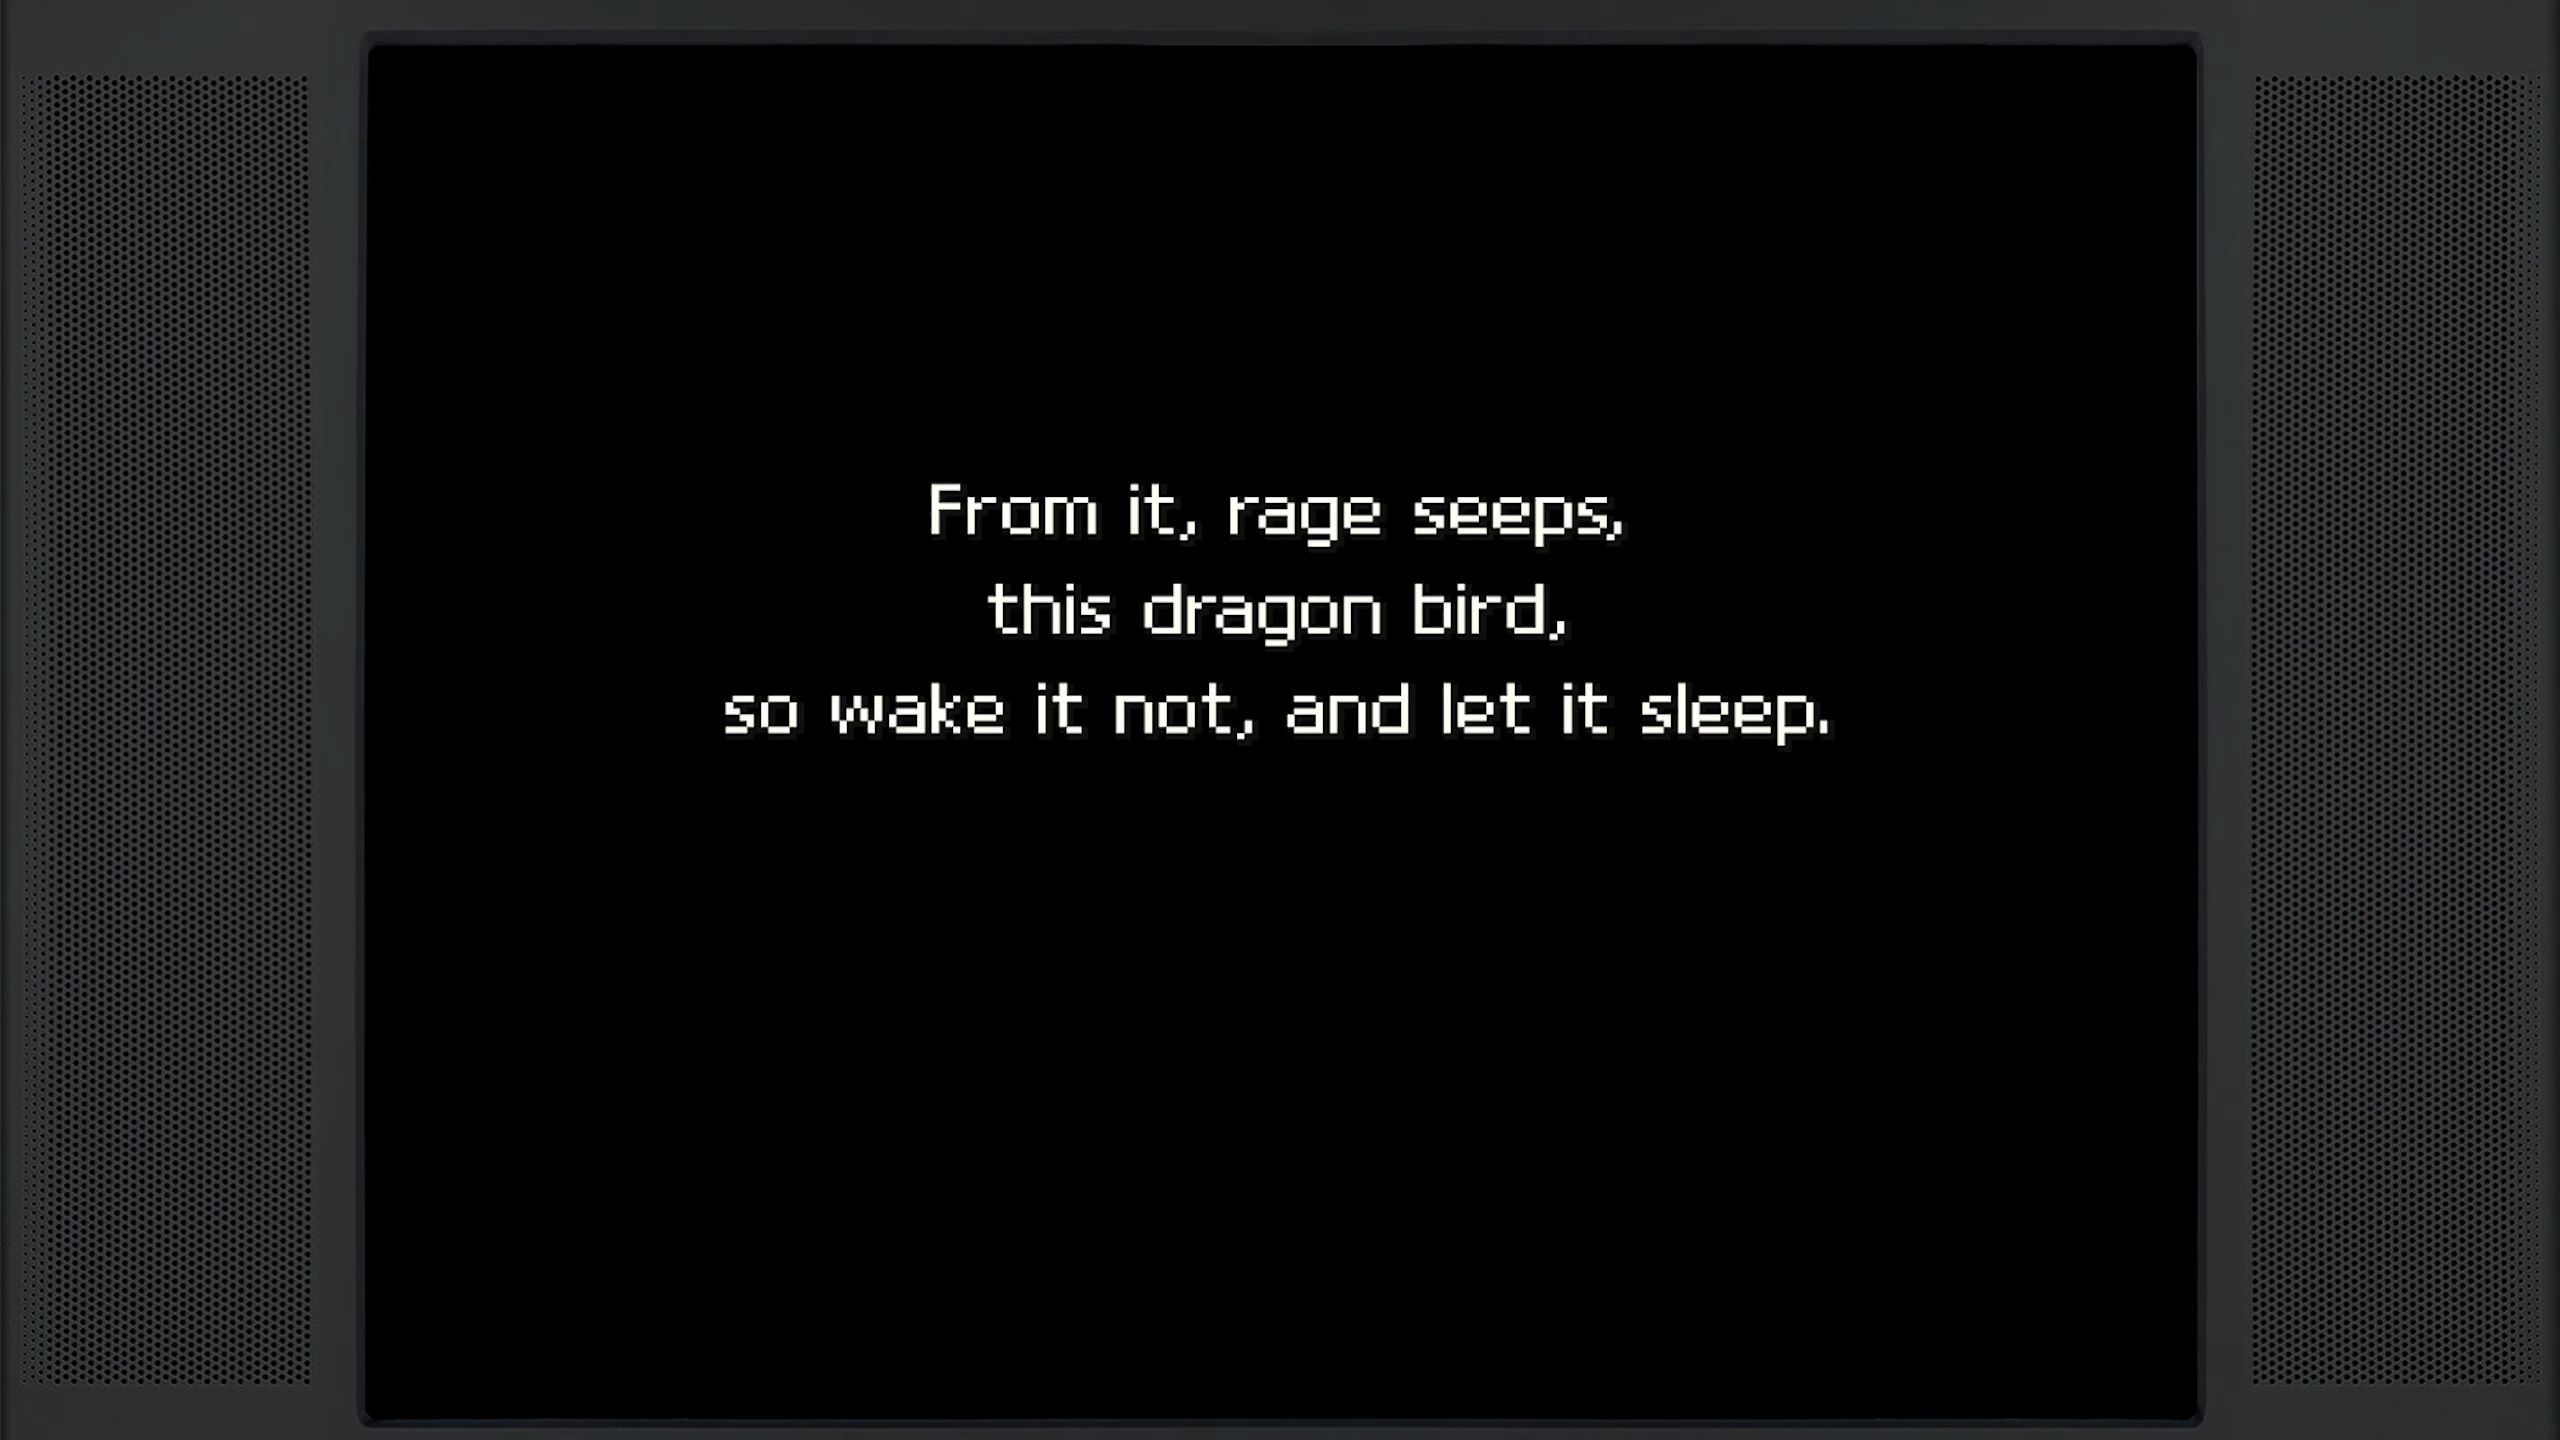 From it, rage seeps,
this dragon bird,
so wake it not, and let it sleep.